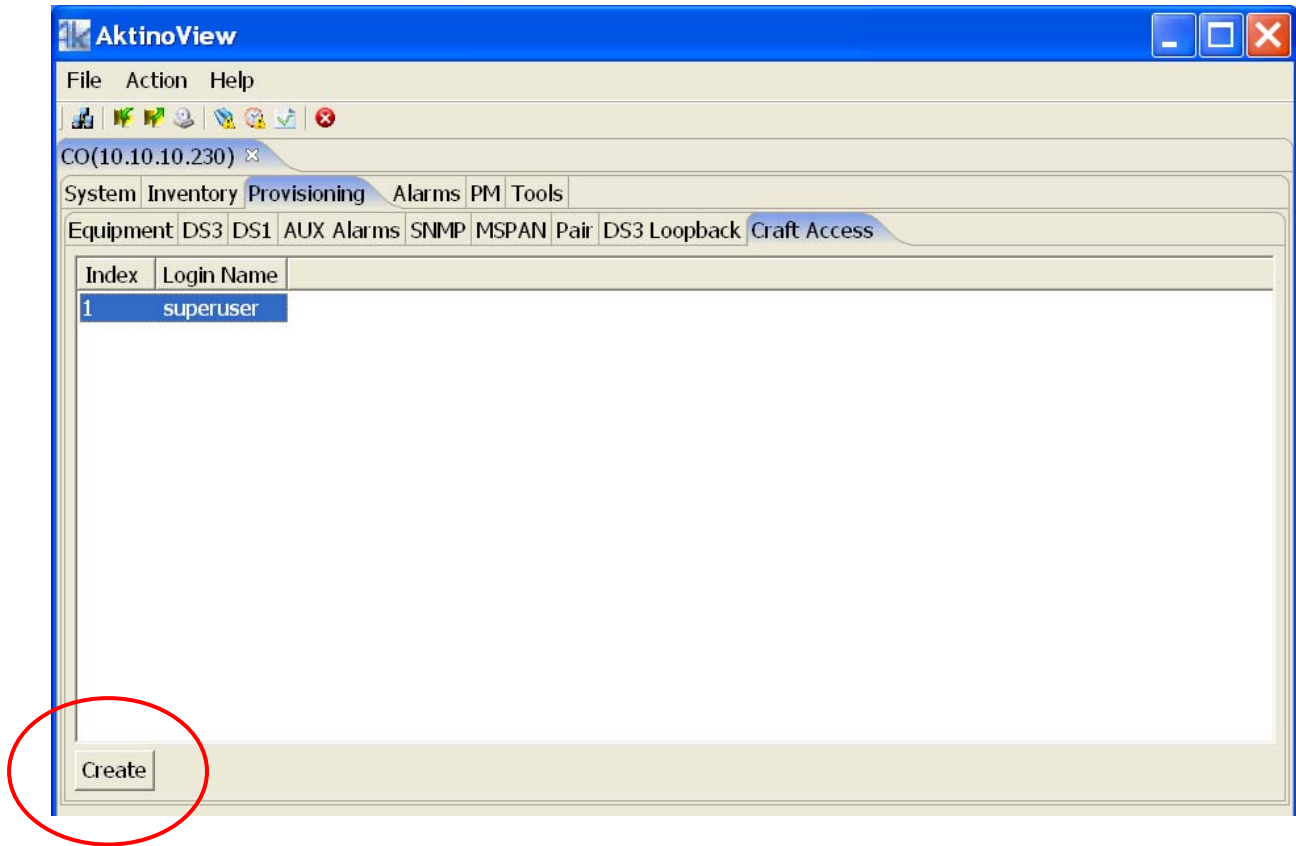 AktinoView
File Action Help
CO(10.10.10.230)
System Inventory Provisioning Alarms PM Tools
Equipment DS3 DS1 AUX Alarms SNMP MSPAN Pair DS3 Loopback Craft Access
Index Login Name
1 superuser
Create